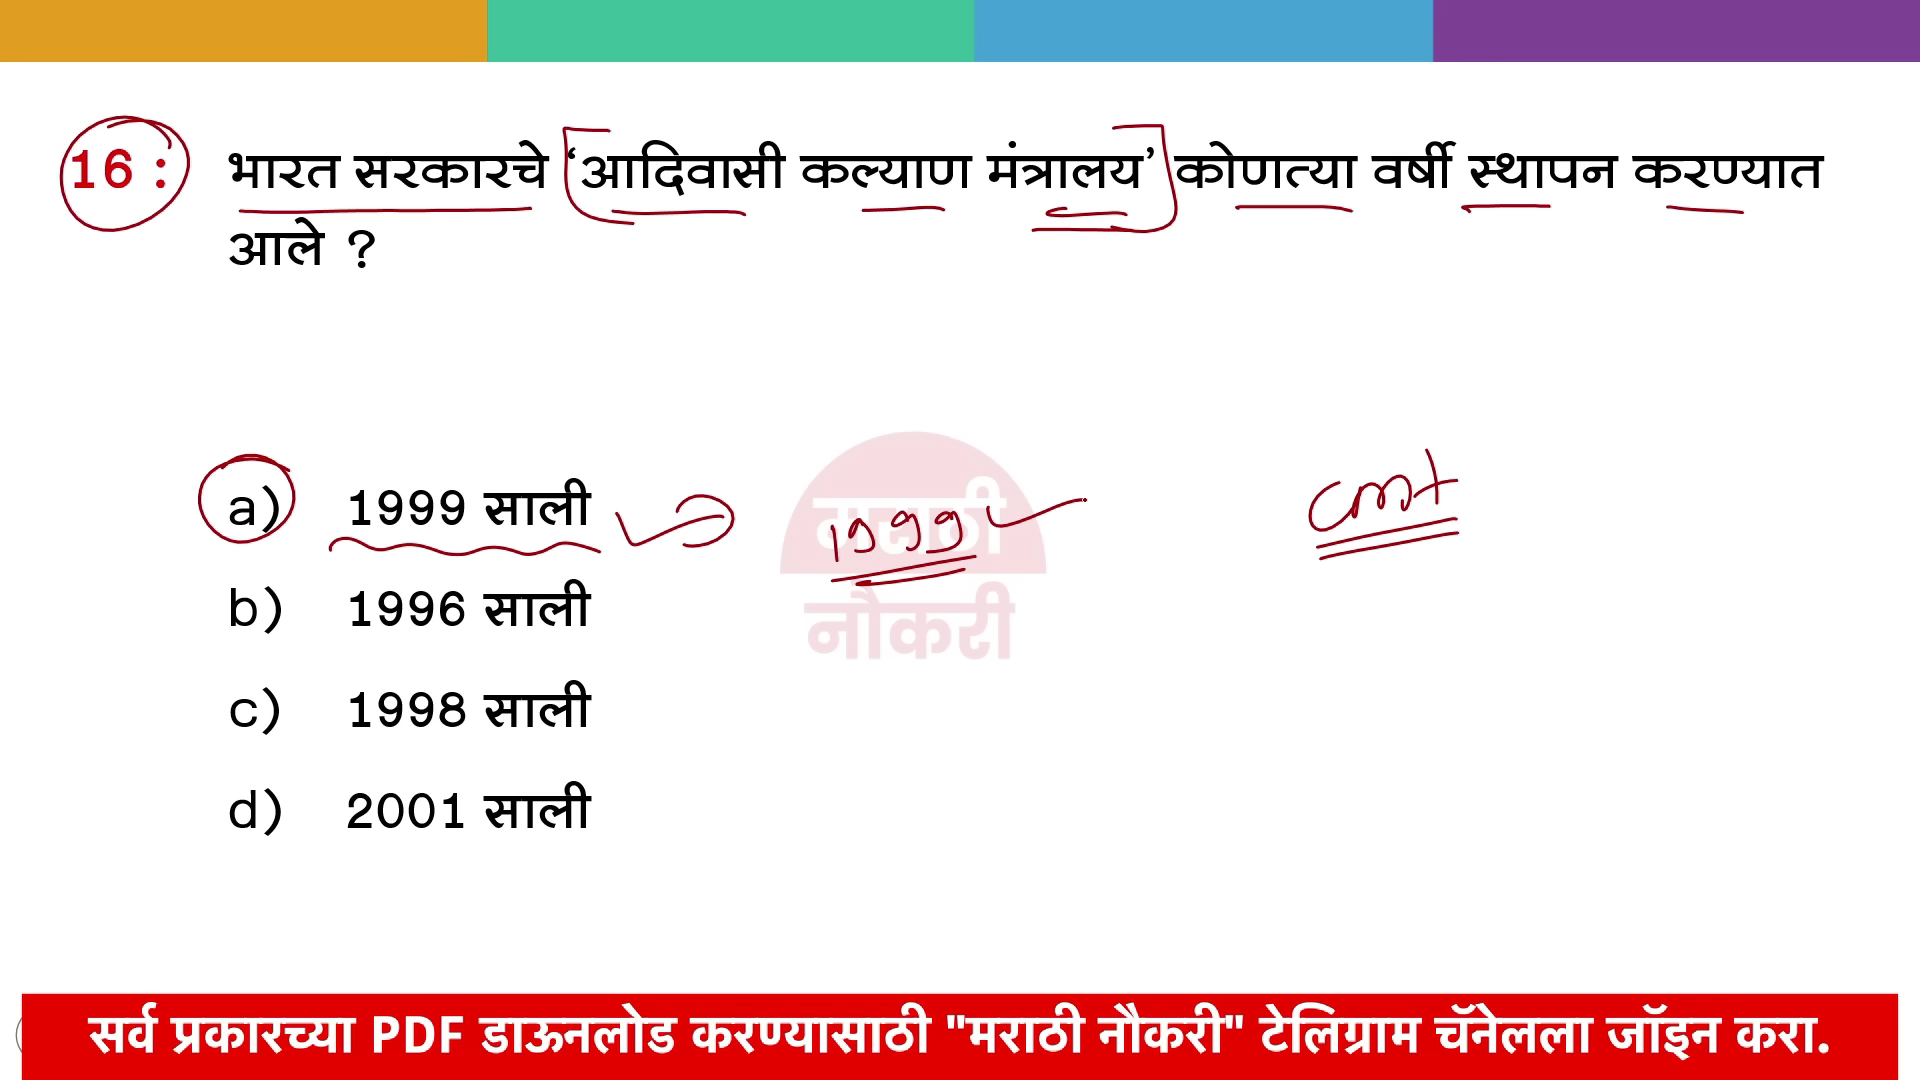 16 : भारत सरकारचे ‘आदिवासी कल्याण मंत्रालय’ कोणत्या वर्षी स्थापन करण्यात
आले ?
a) 1999 साली 1999
cmt
b) 1996 साली
c) 1998 साली
d) 2001 साली
मराठी
नौकरी
सर्व प्रकारच्या PDF डाऊनलोड करण्यासाठी "मराठी नौकरी" टेलिग्राम चॅनेलला जॉइन करा.